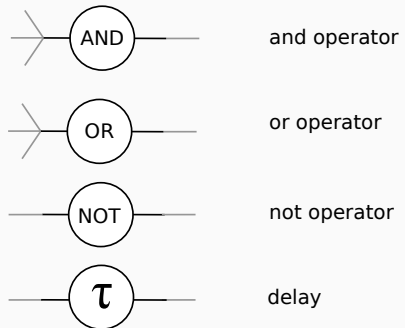 AND and operator
OR or operator
NOT not operator
τ delay